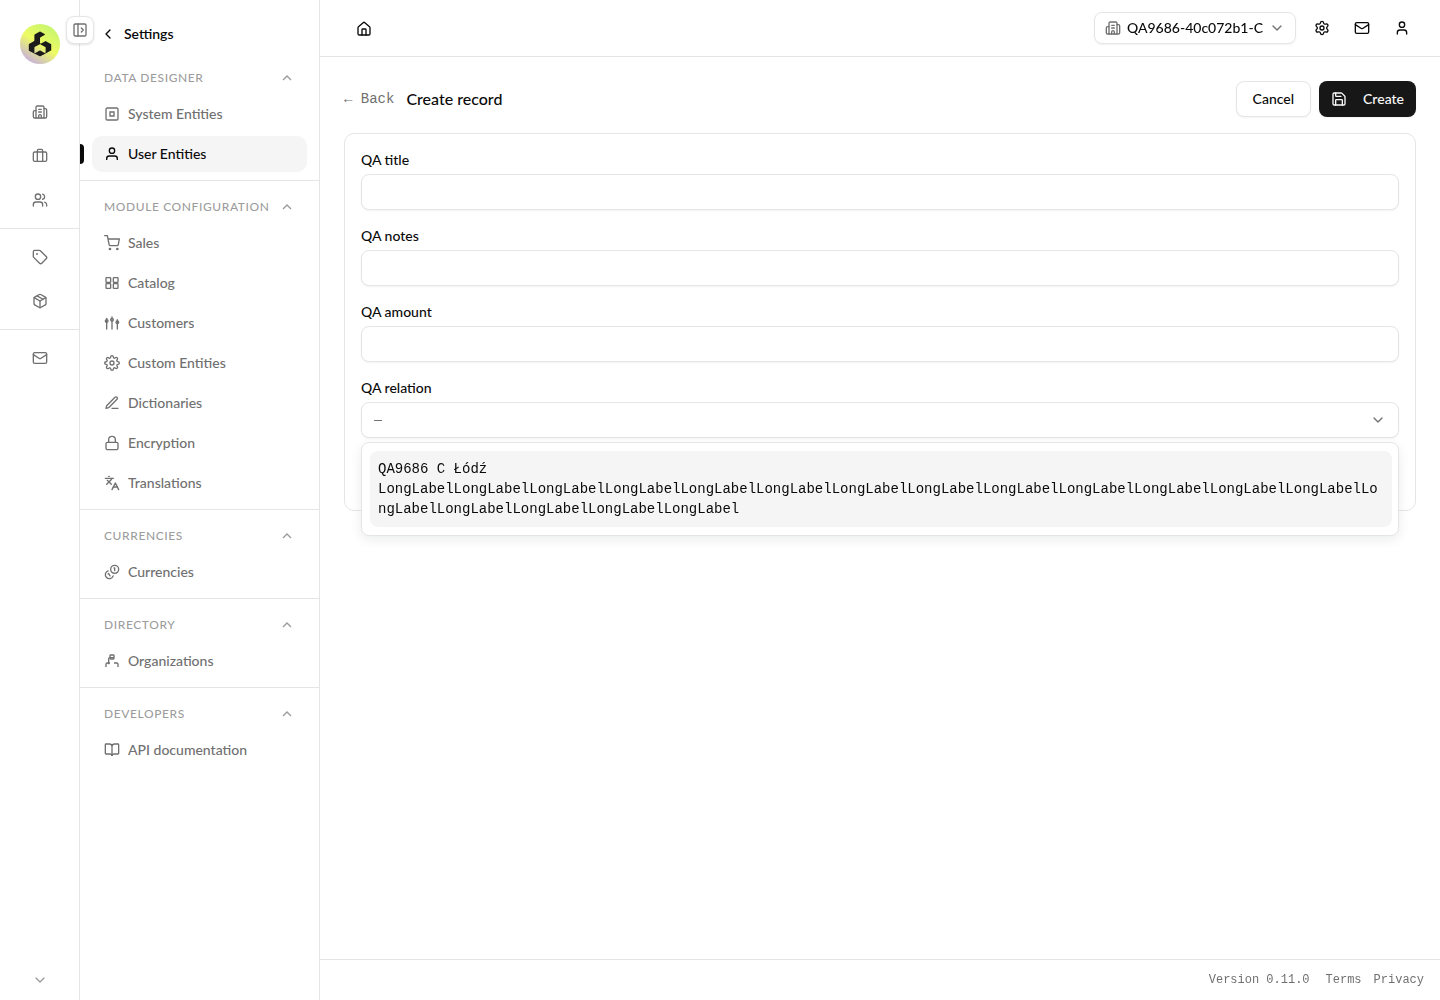 Settings
DATA DESIGNER
System Entities
User Entities
MODULE CONFIGURATION
Sales
Catalog
Customers
Custom Entities
Dictionaries
Encryption
Translations
CURRENCIES
Currencies
DIRECTORY
Organizations
DEVELOPERS
API documentation
QA9686-40c072b1-C
← Back Create record
Cancel
Create
QA title
QA notes
QA amount
QA relation
—
QA9686 C Łódź
LongLabelLongLabelLongLabelLongLabelLongLabelLongLabelLongLabelLongLabelLongLabelLongLabelLongLabelLongLabelLongLabelLo
ngLabelLongLabelLongLabelLongLabelLongLabel
Version 0.11.0 Terms Privacy